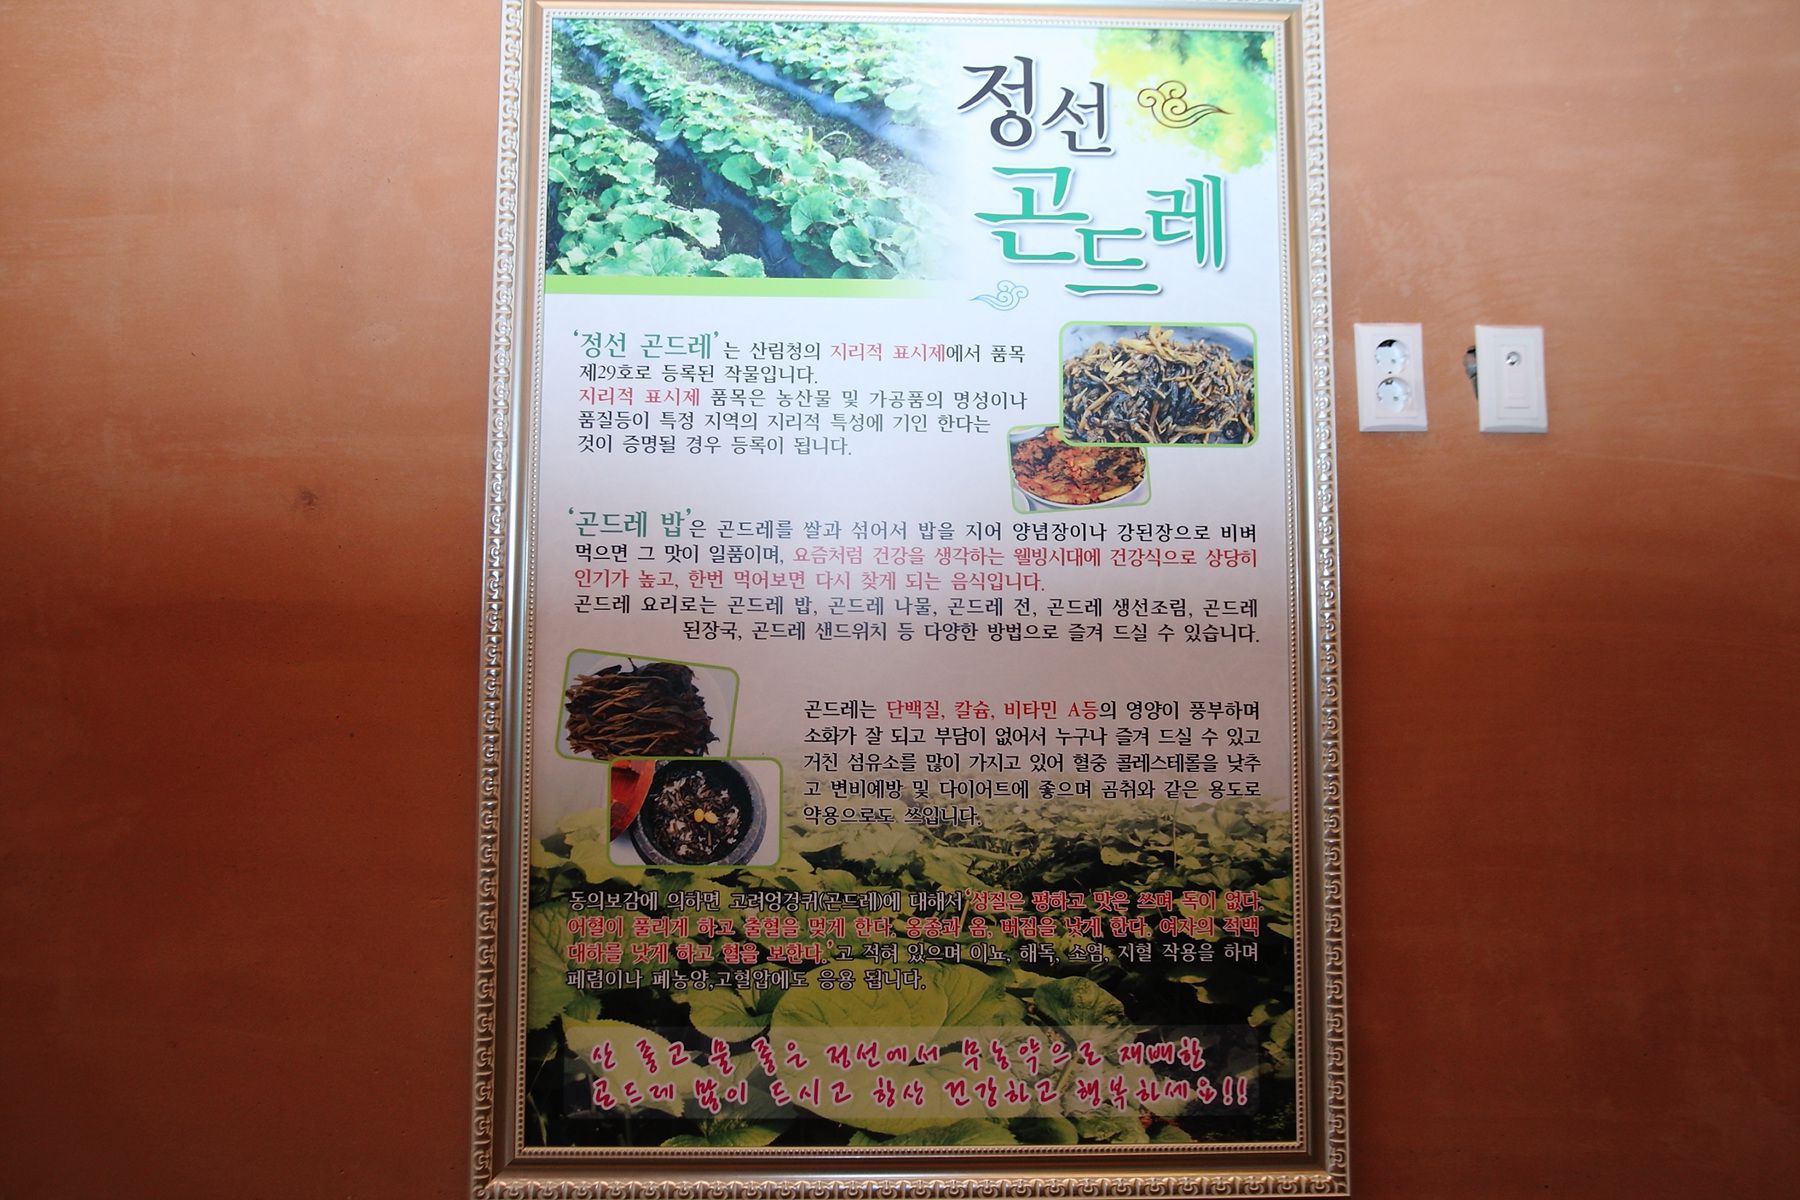 정선
곤드레
'정선 곤드레'는 산림청의 지리적 표시제에서 품목
제29호로 등록된 작물입니다.
지리적 표시제 품목은 농산물 및 가공품의 명성이나
품질등이 특정 지역의 지리적 특성에 기인 한다는
것이 증명될 경우 등록이 됩니다.
'곤드레 밥'은 곤드레를 쌀과 섞어서 밥을 지어 양념장이나 강된장으로 비벼
먹으면 그 맛이 일품이며, 요즘처럼 건강을 생각하는 웰빙시대에 건강식으로 상당히
인기가 높고, 한번 먹어보면 다시 찾게 되는 음식입니다.
곤드레 요리로는 곤드레 밥, 곤드레 나물, 곤드레 전, 곤드레 생선조림, 곤드레
된장국, 곤드레 샌드위치 등 다양한 방법으로 즐겨 드실 수 있습니다.
곤드레는 단백질, 칼슘, 비타민 A등의 영양이 풍부하며
소화가 잘 되고 부담이 없어서 누구나 즐겨 드실 수 있고
거친 섬유소를 많이 가지고 있어 혈중 콜레스테롤을 낮추
고 변비예방 및 다이어트에 좋으며 곰취와 같은 용도로
약용으로도 쓰입니다.
동의보감에 의하면 고려엉겅퀴(곤드레)에 대해서 '성질은 평하고 맛은 쓰며 독이 없다.
어혈이 풀리게 하고 출혈을 멎게 한다. 옹종과 옴, 버짐을 낫게 한다. 여자의 적백
대하를 낫게 하고 혈을 보한다.'고 적혀 있으며 이뇨, 해독, 소염, 지혈 작용을 하며
폐렴이나 폐농양,고혈압에도 응용 됩니다.
산 좋고 물 좋은 정선에서 무농약으로 재배한
곤드레 많이 드시고 항상 건강하고 행복하세요!!